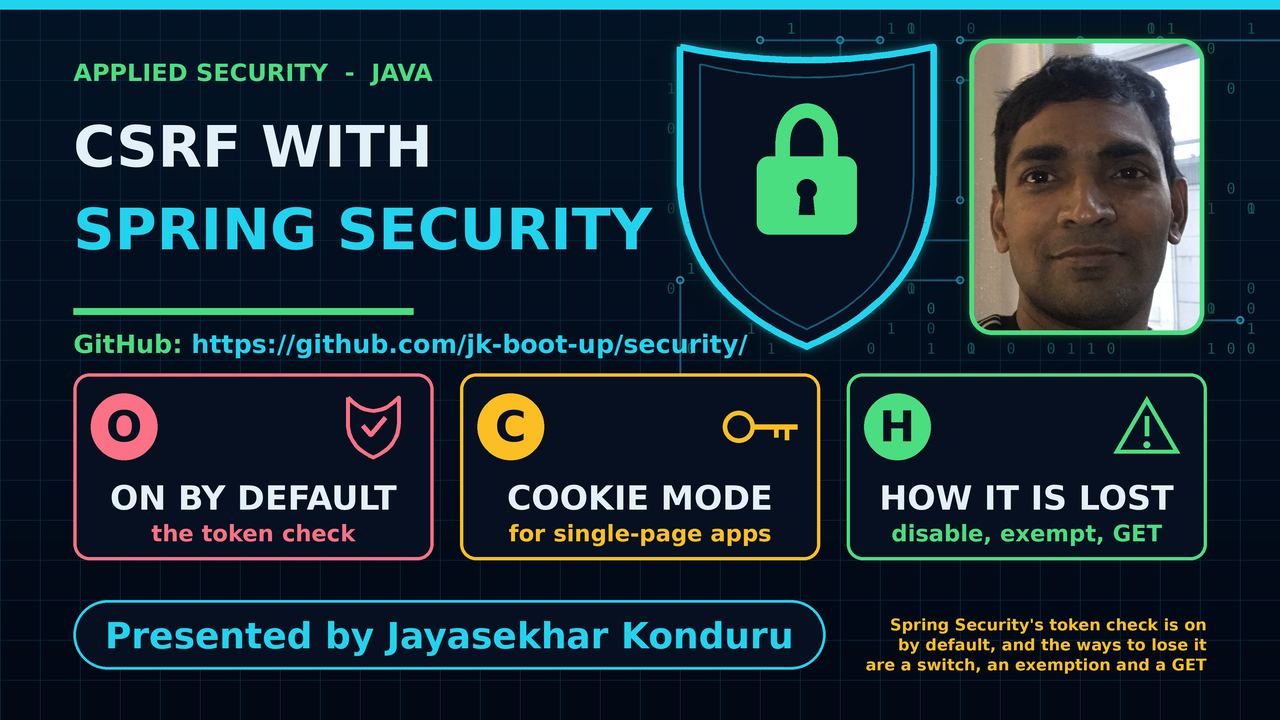 APPLIED SECURITY - JAVA
CSRF WITH
SPRING SECURITY
GitHub: https://github.com/jk-boot-up/security/
O
ON BY DEFAULT
the token check
C
COOKIE MODE
for single-page apps
H
HOW IT IS LOST
disable, exempt, GET
Presented by Jayasekhar Konduru
Spring Security's token check is on
by default, and the ways to lose it
are a switch, an exemption and a GET